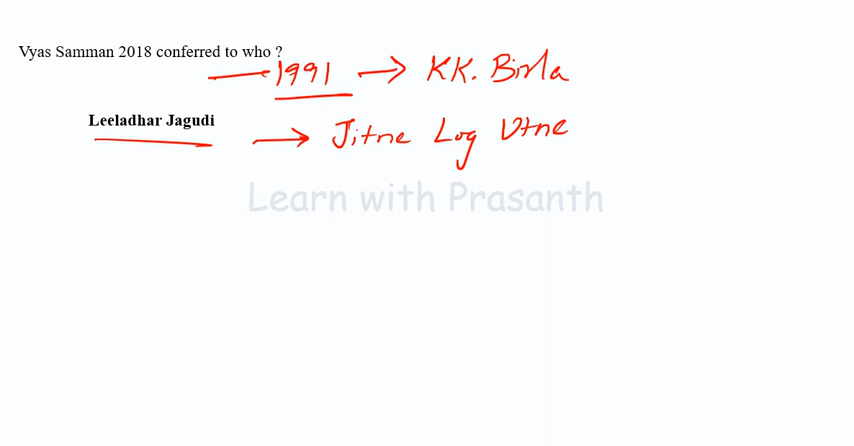 Vyas Samman 2018 conferred to who ?
1991 → KK. Birla
Leeladhar Jagudi → Jitne Log Utne
Learn with Prasanth